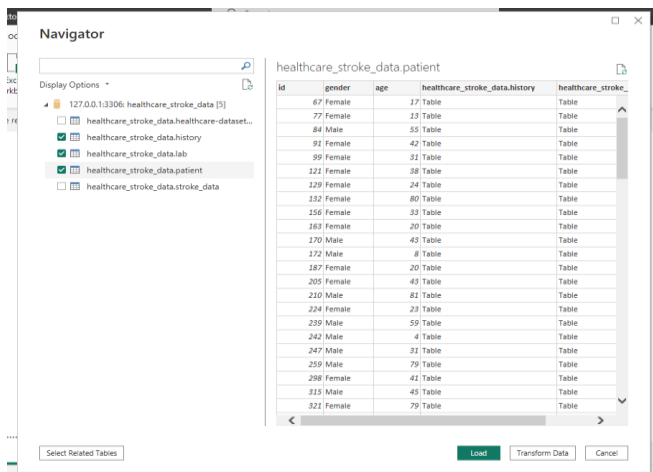 Navigator
Display Options
127.0.0.1:3306: healthcare_stroke_data [5]
healthcare_stroke_data.healthcare-dataset...
healthcare_stroke_data.history
healthcare_stroke_data.lab
healthcare_stroke_data.patient
healthcare_stroke_data.stroke_data
healthcare_stroke_data.patient
id gender age healthcare_stroke_data.history healthcare_stroke_
67 Female 17 Table Table
77 Female 13 Table Table
84 Male 55 Table Table
91 Female 42 Table Table
99 Female 31 Table Table
121 Female 38 Table Table
129 Female 24 Table Table
132 Female 80 Table Table
156 Female 33 Table Table
163 Female 20 Table Table
170 Male 43 Table Table
172 Male 8 Table Table
187 Female 20 Table Table
205 Female 43 Table Table
210 Male 81 Table Table
224 Female 23 Table Table
239 Male 59 Table Table
242 Male 4 Table Table
247 Male 31 Table Table
259 Male 79 Table Table
298 Female 41 Table Table
315 Male 45 Table Table
321 Female 79 Table Table
Select Related Tables
Load Transform Data Cancel